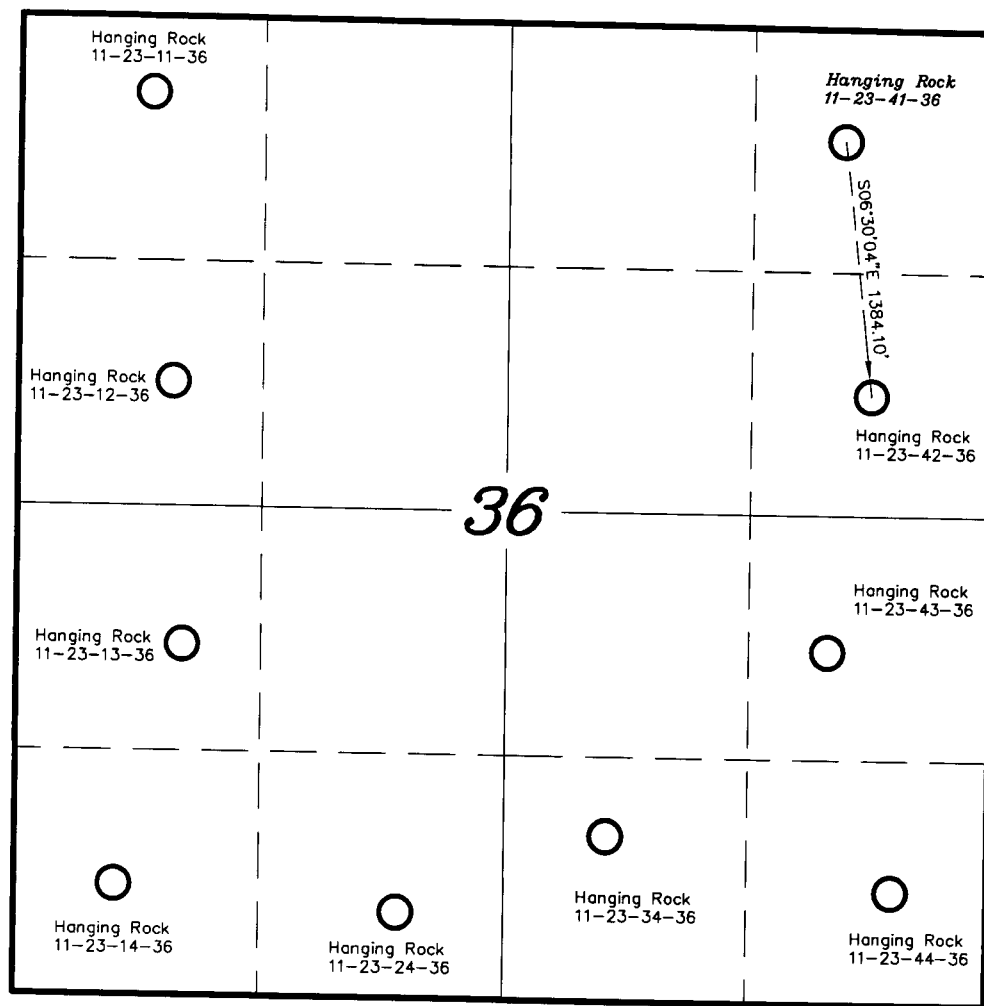 Hanging Rock
11-23-11-36
Hanging Rock
11-23-41-36
S06°30'04"E 1384.10'
Hanging Rock
11-23-12-36
Hanging Rock
11-23-42-36
36
Hanging Rock
11-23-43-36
Hanging Rock
11-23-13-36
Hanging Rock
11-23-34-36
Hanging Rock
11-23-14-36
Hanging Rock
11-23-24-36
Hanging Rock
11-23-44-36